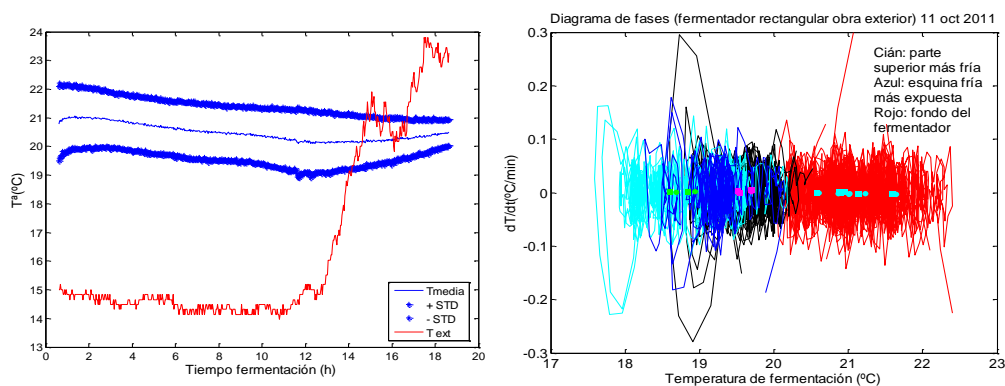 24
23
22
21
20
19
18
17
16
15
14
13
Tª(ºC)
0
2
4
6
8
10
12
14
16
18
20
Tiempo fermentación (h)
Tmedia
+ STD
- STD
T ext
Diagrama de fases (fermentador rectangular obra exterior) 11 oct 2011
0.3
0.2
0.1
0
-0.1
-0.2
-0.3
dT/dt(ºC/min)
Cián: parte
superior más fría
Azul: esquina fría
más expuesta
Rojo: fondo del
fermentador
17
18
19
20
21
22
23
Temperatura de fermentación (ºC)